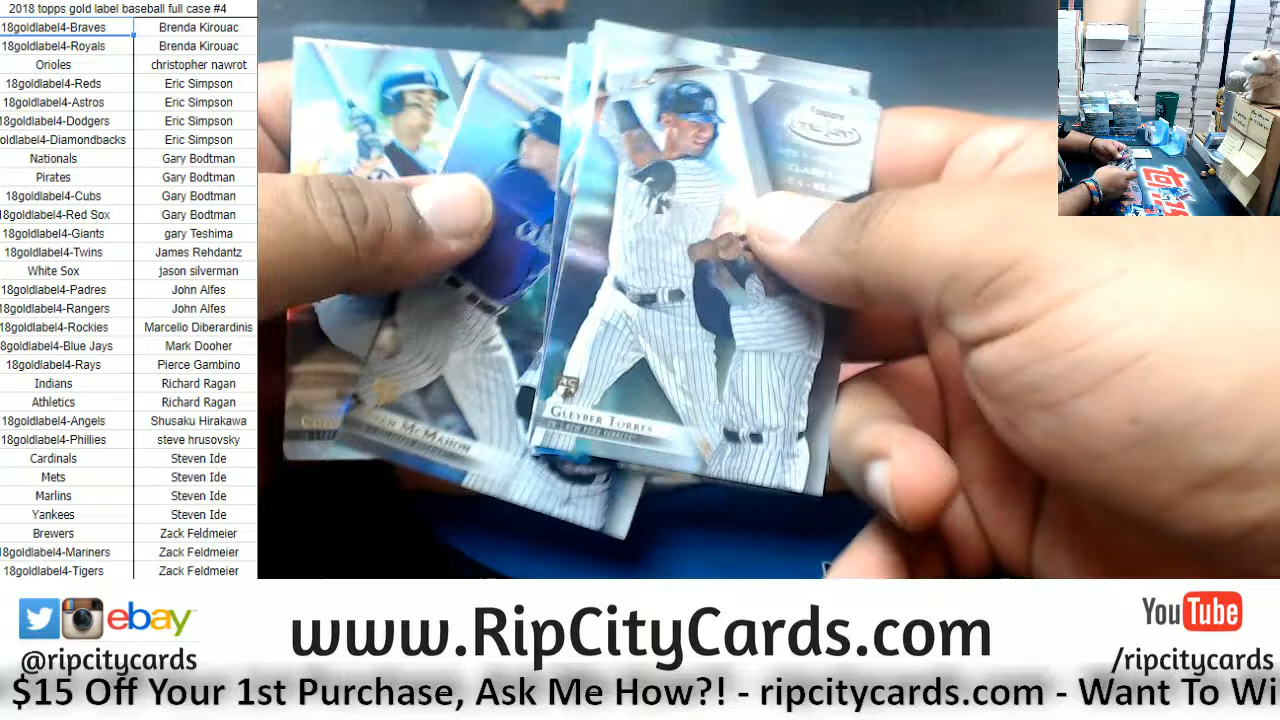 2018 topps gold label baseball full case #4
18goldlabel4-Braves Brenda Kirouac
18goldlabel4-Royals Brenda Kirouac
Orioles christopher nawrot
18goldlabel4-Reds Eric Simpson
18goldlabel4-Astros Eric Simpson
18goldlabel4-Dodgers Eric Simpson
oldlabel4-Diamondbacks Eric Simpson
Nationals Gary Bodtman
Pirates Gary Bodtman
18goldlabel4-Cubs Gary Bodtman
18goldlabel4-Red Sox Gary Bodtman
18goldlabel4-Giants gary Teshima
18goldlabel4-Twins James Rehdantz
White Sox jason silverman
18goldlabel4-Padres John Alfes
18goldlabel4-Rangers John Alfes
18goldlabel4-Rockies Marcello Diberardinis
8goldlabel4-Blue Jays Mark Dooher
18goldlabel4-Rays Pierce Gambino
Indians Richard Ragan
Athletics Richard Ragan
18goldlabel4-Angels Shusaku Hirakawa
18goldlabel4-Phillies steve hrusovsky
Cardinals Steven Ide
Mets Steven Ide
Marlins Steven Ide
Yankees Steven Ide
Brewers Zack Feldmeier
18goldlabel4-Mariners Zack Feldmeier
18goldlabel4-Tigers Zack Feldmeier
Topps
RC
Gleyber Torres
New York Yankees
McMahon
ebay
@ripcitycards
www.RipCityCards.com
YouTube
/ripcitycards
$15 Off Your 1st Purchase, Ask Me How?! - ripcitycards.com - Want To Wi